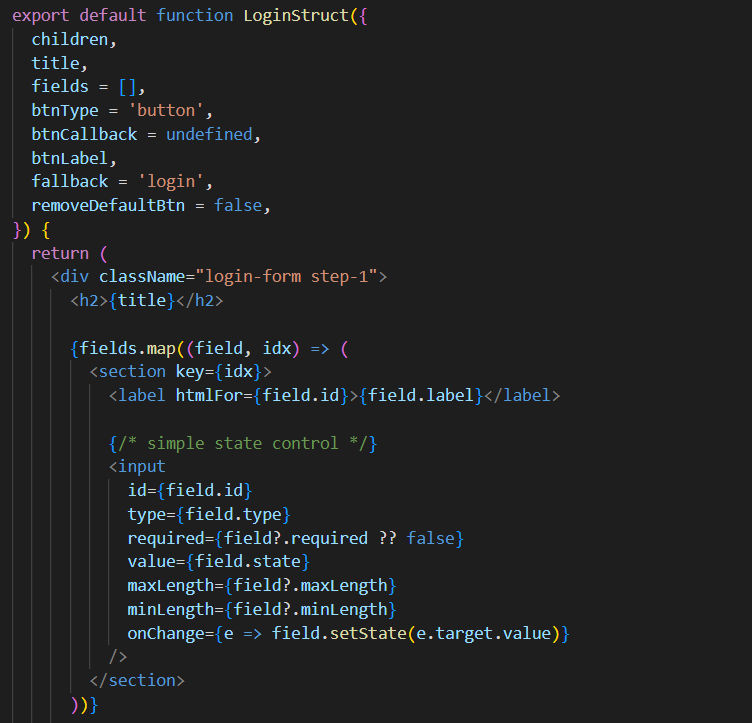 export default function LoginStruct({
children,
title,
fields = [],
btnType = 'button',
btnCallback = undefined,
btnLabel,
fallback = 'login',
removeDefaultBtn = false,
}) {
return (
<div className="login-form step-1">
<h2>{title}</h2>
{fields.map((field, idx) => (
<section key={idx}>
<label htmlFor={field.id}>{field.label}</label>
{/* simple state control */}
<input
id={field.id}
type={field.type}
required={field?.required ?? false}
value={field.state}
maxLength={field?.maxLength}
minLength={field?.minLength}
onChange={e => field.setState(e.target.value)}
/>
</section>
))}